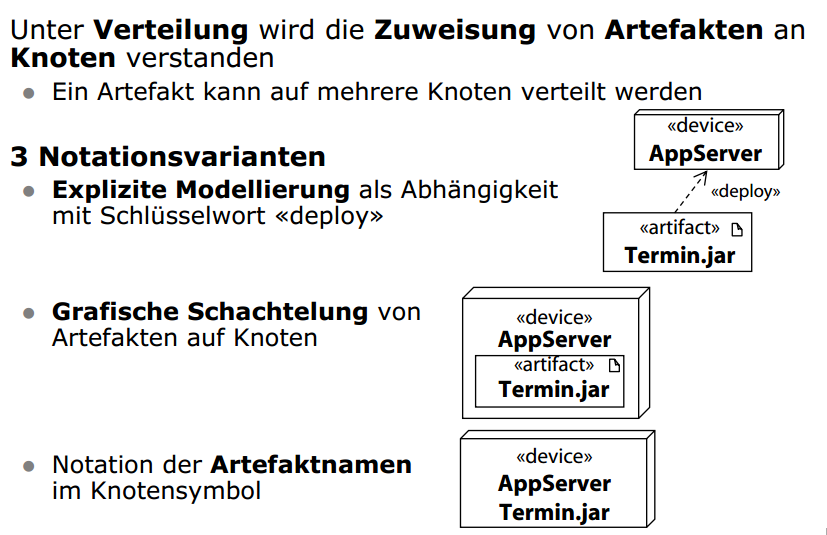 Unter Verteilung wird die Zuweisung von Artefakten an
Knoten verstanden
Ein Artefakt kann auf mehrere Knoten verteilt werden
3 Notationsvarianten
Explizite Modellierung als Abhängigkeit
mit Schlüsselwort «deploy»
«device»
AppServer
«deploy»
«artifact»
Termin.jar
Grafische Schachtelung von
Artefakten auf Knoten
«device»
AppServer
«artifact»
Termin.jar
Notation der Artefaktnamen
im Knotensymbol
«device»
AppServer
Termin.jar